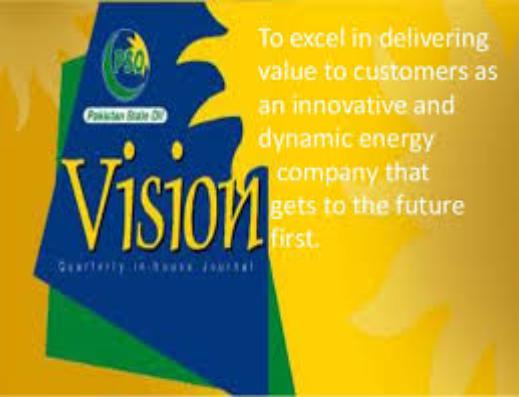 PSO
Pakistan State Oil
Vision
Quarterly in-house Journal
To excel in delivering
value to customers as
an innovative and
dynamic energy
company that
gets to the future
first.